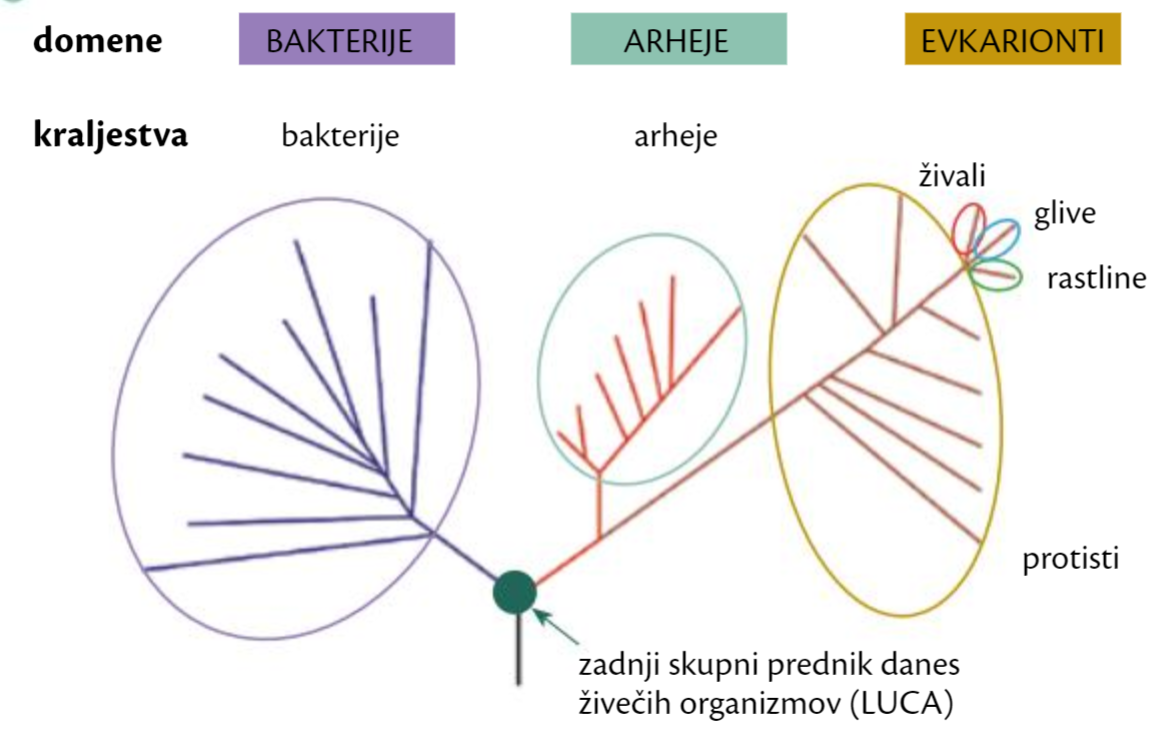 domene BAKTERIJE ARHEJE EVKARIONTI
kraljestva bakterije arheje
živali
glive
rastline
protisti
zadnji skupni prednik danes
živečih organizmov (LUCA)